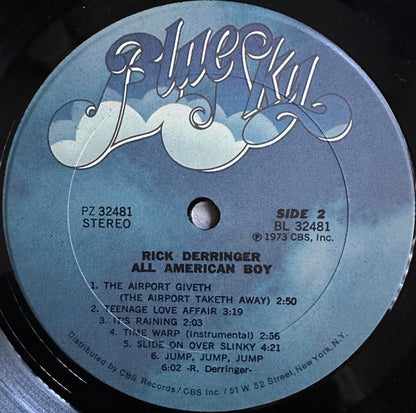 Blue Sky
PZ 32481
STEREO
SIDE 2
BL 32481
℗ 1973 CBS, Inc.
RICK DERRINGER
ALL AMERICAN BOY
1. THE AIRPORT GIVETH
(THE AIRPORT TAKETH AWAY) 2:50
2. TEENAGE LOVE AFFAIR 3:19
3. IT'S RAINING 2:03
4. TIME WARP (Instrumental) 2:56
5. SLIDE ON OVER SLINKY 4:21
6. JUMP, JUMP, JUMP
6:02 -R. Derringer-
Distributed by CBS Records / CBS Inc. / 51 W. 52 Street, New York, N.Y.